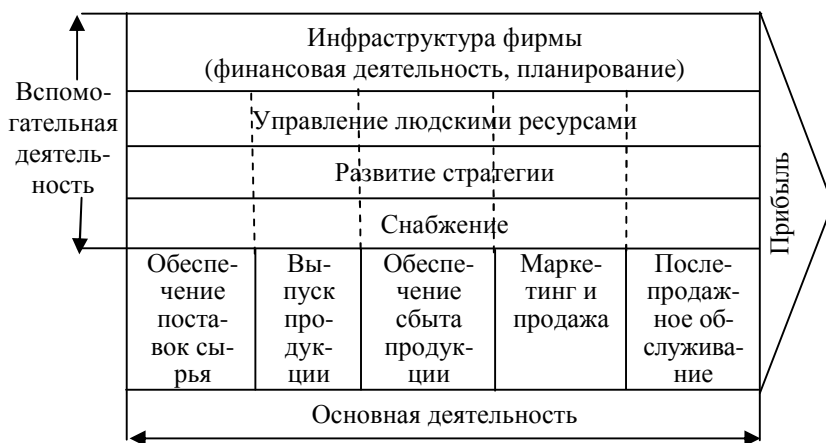 Инфраструктура фирмы
(финансовая деятельность, планирование)
Вспомо-
гательная
деятель-
ность
Управление людскими ресурсами
Развитие стратегии
Снабжение
Прибыль
Обеспе-
чение
поста-
вок сы-
рья
Вы-
пуск
про-
дук-
ции
Обеспе-
чение
сбыта
продук-
ции
Марке-
тинг и
продажа
После-
продаж-
ное об-
служива-
ние
Основная деятельность